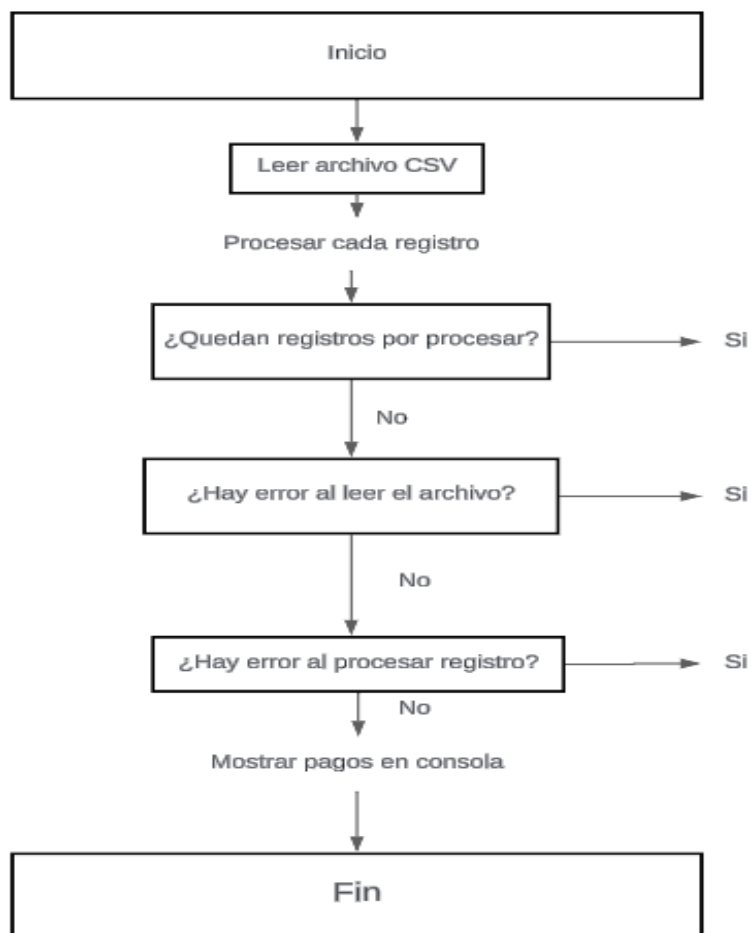 Inicio
Leer archivo CSV
Procesar cada registro
¿Quedan registros por procesar?
Si
No
¿Hay error al leer el archivo?
Si
No
¿Hay error al procesar registro?
Si
No
Mostrar pagos en consola
Fin